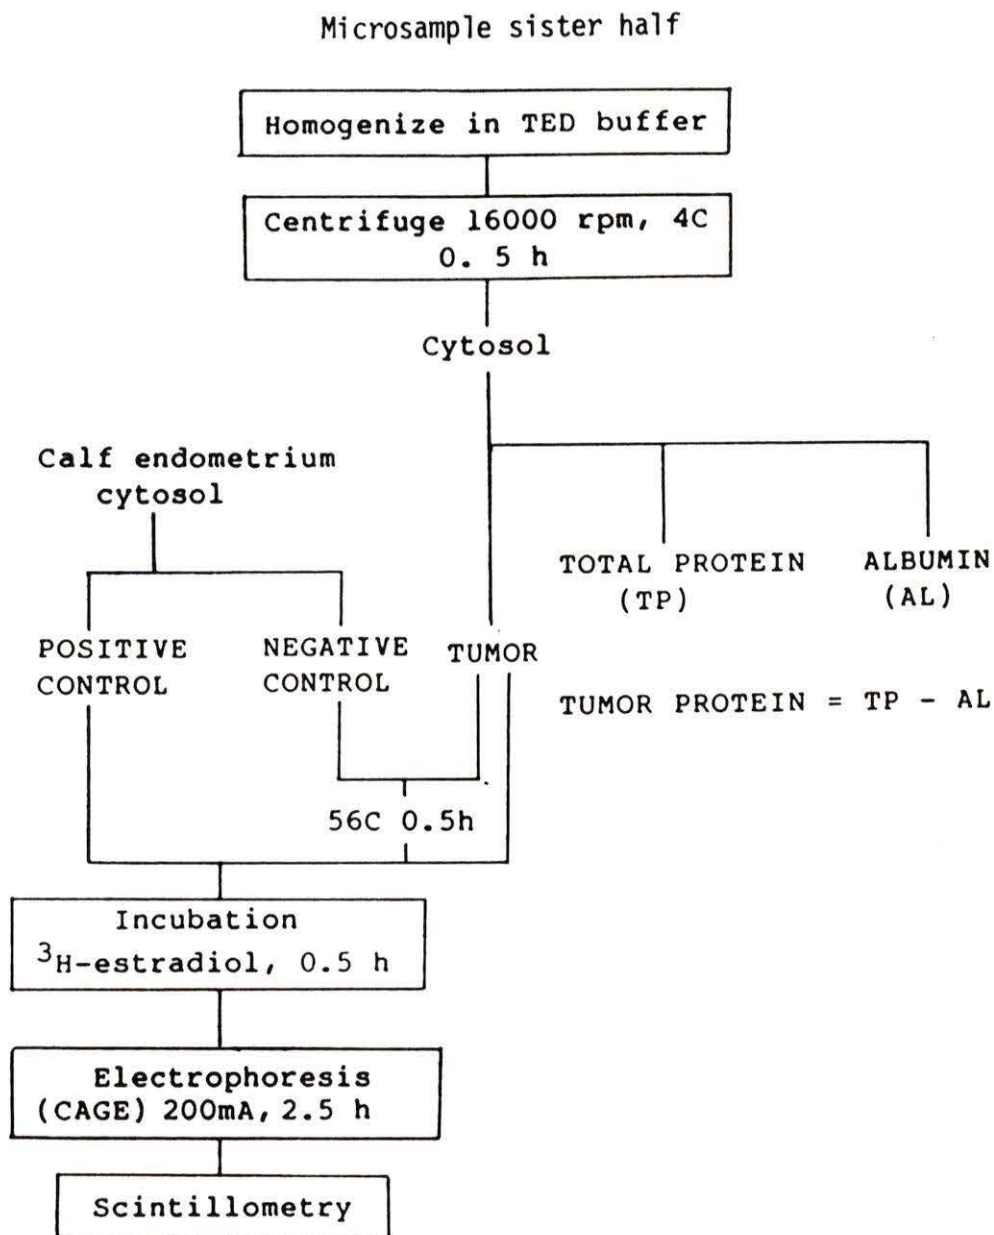 Microsample sister half
Homogenize in TED buffer
Centrifuge 16000 rpm, 4C
0. 5 h
Cytosol
Calf endometrium
cytosol
TOTAL PROTEIN
(TP)
ALBUMIN
(AL)
POSITIVE
CONTROL
NEGATIVE
CONTROL
TUMOR
TUMOR PROTEIN = TP - AL
56C 0.5h
Incubation
³H-estradiol, 0.5 h
Electrophoresis
(CAGE) 200mA, 2.5 h
Scintillometry